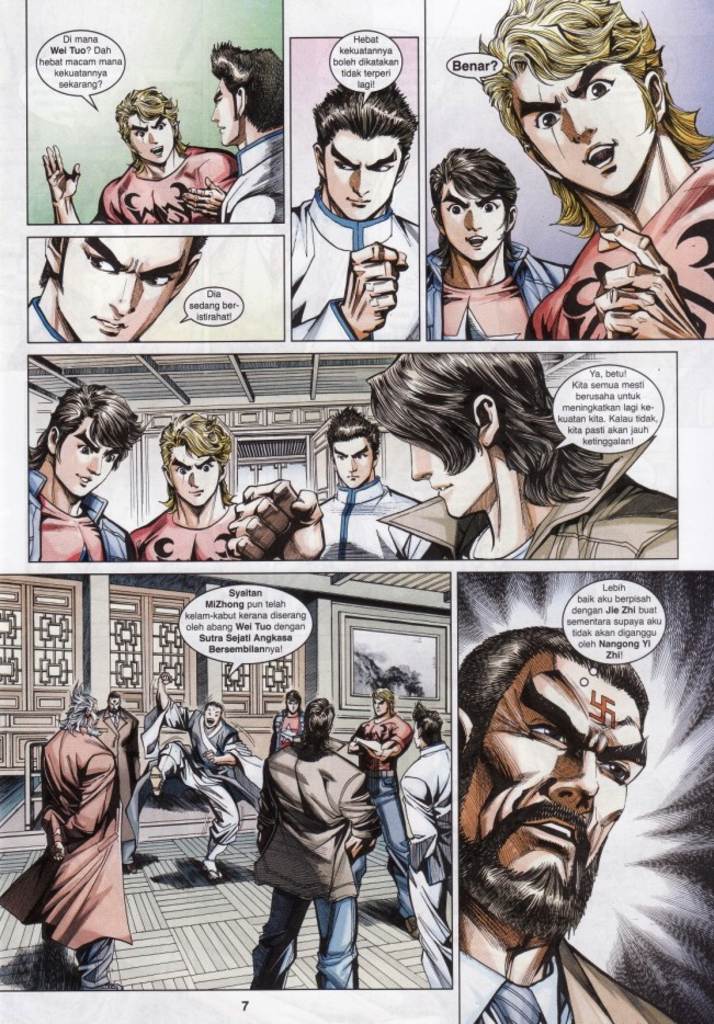 Di mana
Wei Tuo? Dah
hebat macam mana
kekuatannya
sekarang?
Hebat
kekuatannya
boleh dikatakan
tidak terperi
lagi!
Benar?
Dia
sedang ber-
istirahat!
Ya, betu!
Kita semua mesti
berusaha untuk
meningkatkan lagi ke-
kuatan kita. Kalau tidak,
kita pasti akan jauh
ketinggalan!
Syaitan
MiZhong pun telah
kelam-kabut kerana diserang
oleh abang Wei Tuo dengan
Sutra Sejati Angkasa
Bersembilannya!
Lebih
baik aku berpisah
dengan Jie Zhi buat
sementara supaya aku
tidak akan diganggu
oleh Nangong Yi
Zhi!
7